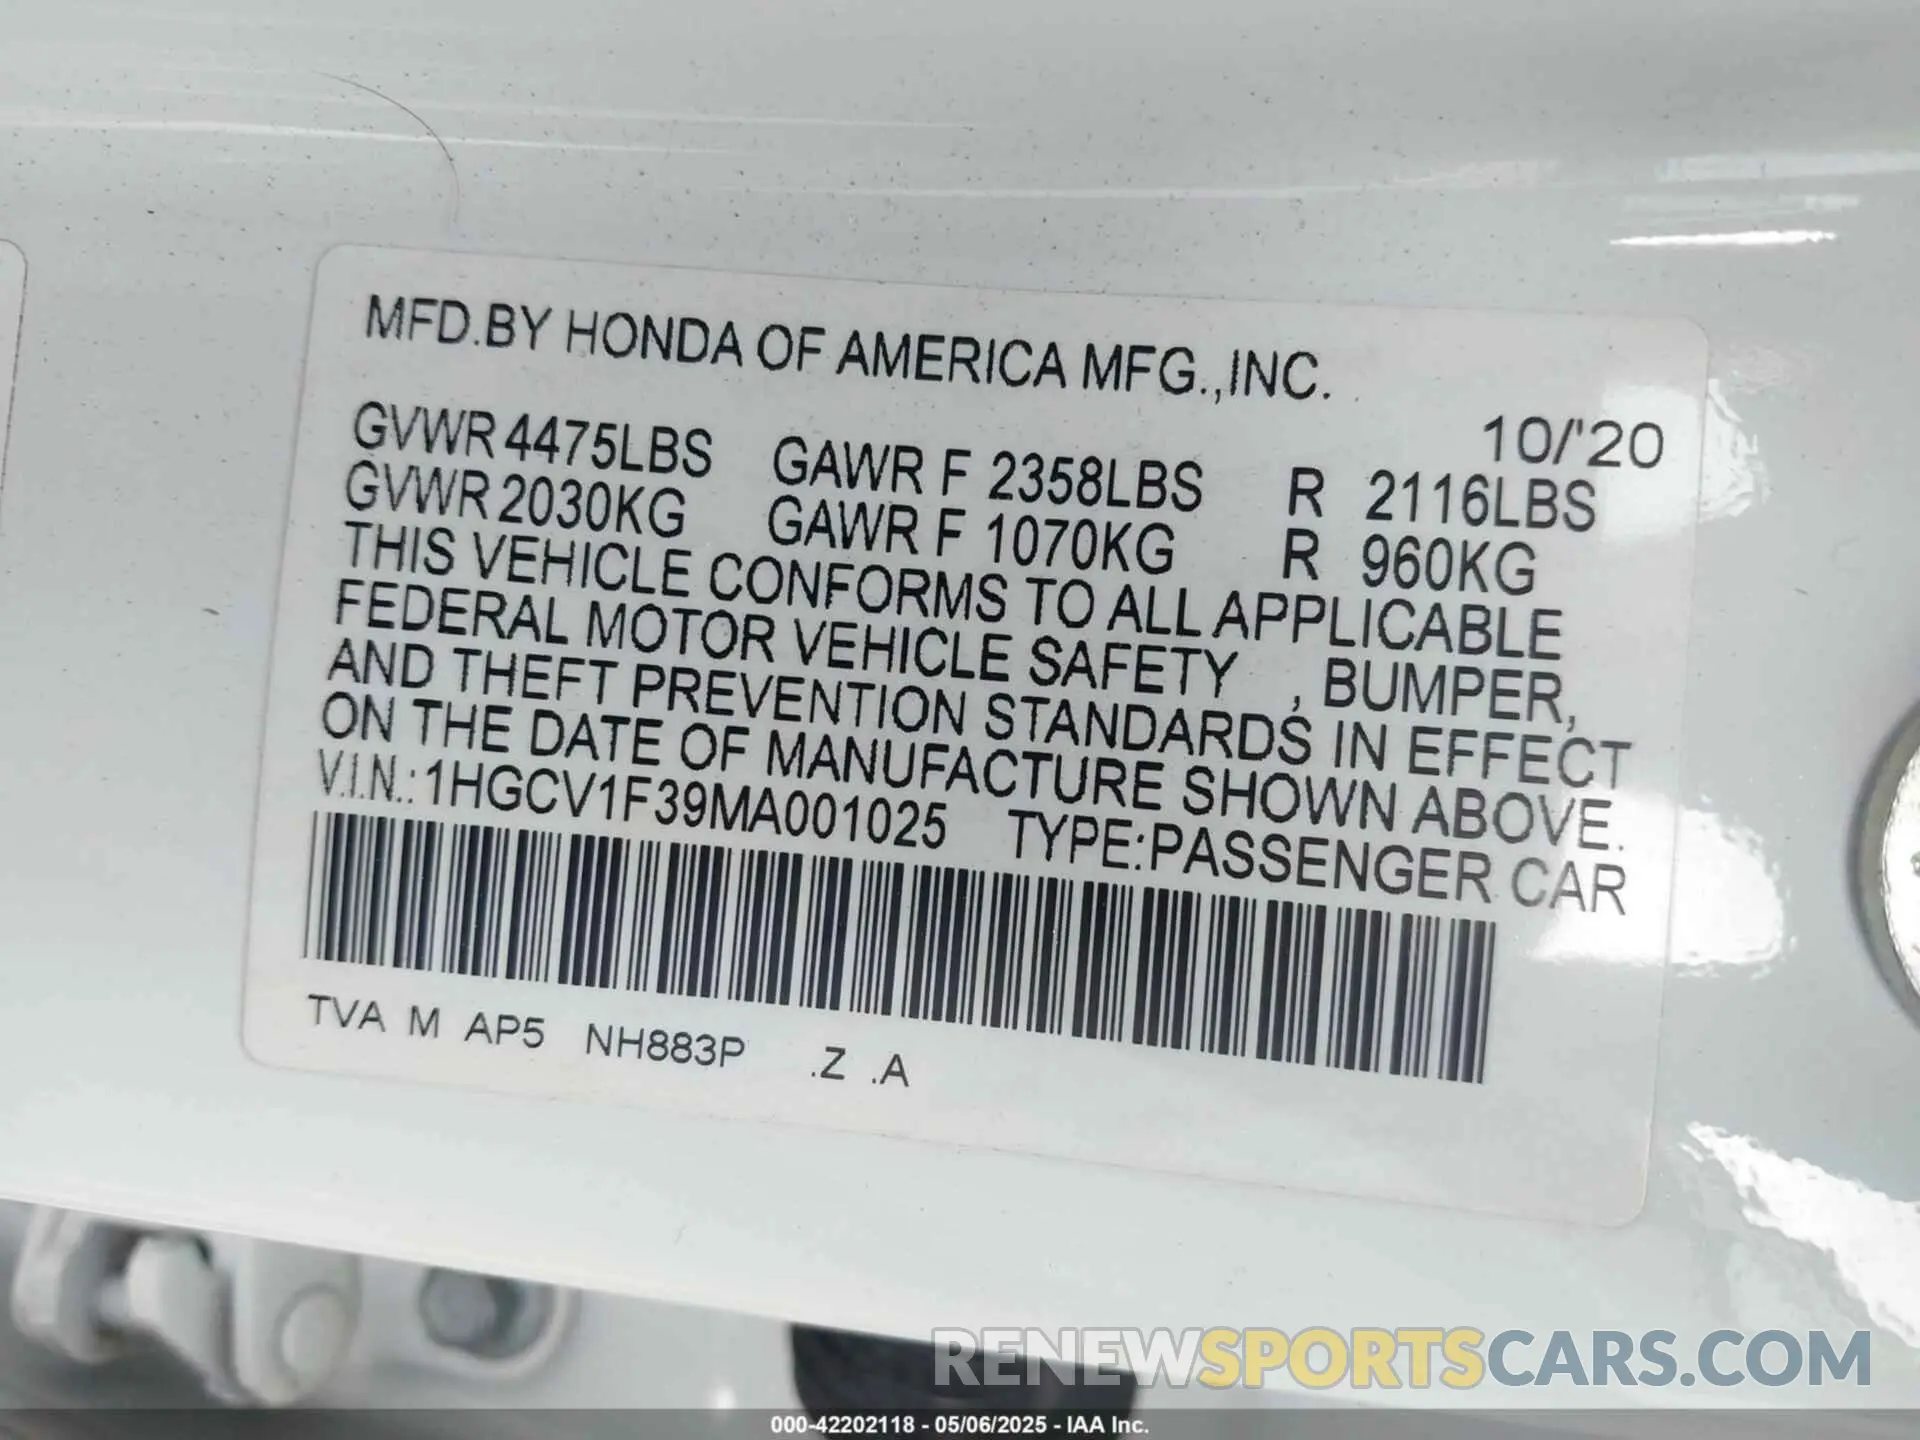 MFD.BY HONDA OF AMERICA MFG.,INC.
10/'20
GVWR 4475LBS GAWR F 2358LBS R 2116LBS
GVWR 2030KG GAWR F 1070KG R 960KG
THIS VEHICLE CONFORMS TO ALL APPLICABLE
FEDERAL MOTOR VEHICLE SAFETY , BUMPER,
AND THEFT PREVENTION STANDARDS IN EFFECT
ON THE DATE OF MANUFACTURE SHOWN ABOVE.
V.I.N.: 1HGCV1F39MA001025 TYPE:PASSENGER CAR
TVA M AP5 NH883P .Z .A
RENEWSPORTSCARS.COM
000-42202118 - 05/06/2025 - IAA Inc.